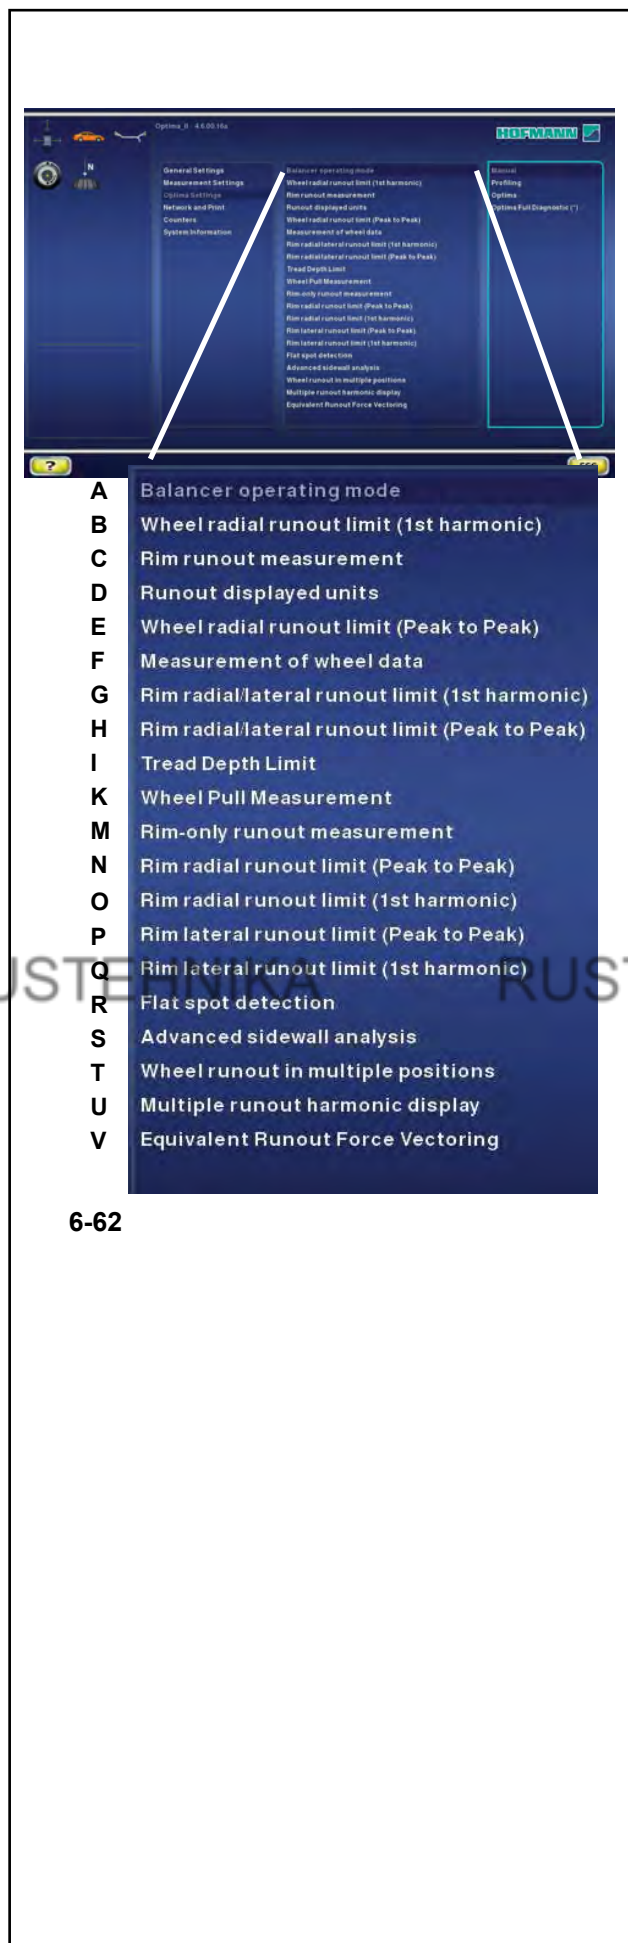 Optima_II - 4.6.00.16a
HOFMANN
N
General Settings
Measurement Settings
Optima Settings
Network and Print
Counters
System Information
Balancer operating mode
Wheel radial runout limit (1st harmonic)
Rim runout measurement
Runout displayed units
Wheel radial runout limit (Peak to Peak)
Measurement of wheel data
Rim radial/lateral runout limit (1st harmonic)
Rim radial/lateral runout limit (Peak to Peak)
Tread Depth Limit
Wheel Pull Measurement
Rim-only runout measurement
Rim radial runout limit (Peak to Peak)
Rim radial runout limit (1st harmonic)
Rim lateral runout limit (Peak to Peak)
Rim lateral runout limit (1st harmonic)
Flat spot detection
Advanced sidewall analysis
Wheel runout in multiple positions
Multiple runout harmonic display
Equivalent Runout Force Vectoring
Manual
Profiling
Optima
Optima Full Diagnostic (*)
?
A Balancer operating mode
B Wheel radial runout limit (1st harmonic)
C Rim runout measurement
D Runout displayed units
E Wheel radial runout limit (Peak to Peak)
F Measurement of wheel data
G Rim radial/lateral runout limit (1st harmonic)
H Rim radial/lateral runout limit (Peak to Peak)
I Tread Depth Limit
K Wheel Pull Measurement
M Rim-only runout measurement
N Rim radial runout limit (Peak to Peak)
O Rim radial runout limit (1st harmonic)
P Rim lateral runout limit (Peak to Peak)
Q Rim lateral runout limit (1st harmonic)
USTEHNIKA RUST
R Flat spot detection
S Advanced sidewall analysis
T Wheel runout in multiple positions
U Multiple runout harmonic display
V Equivalent Runout Force Vectoring
6-62